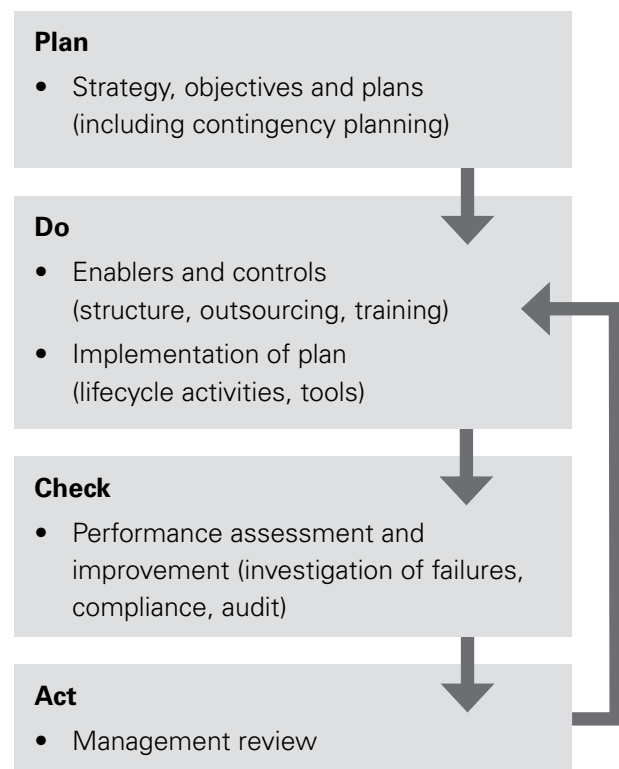 Plan
• Strategy, objectives and plans
(including contingency planning)
Do
• Enablers and controls
(structure, outsourcing, training)
• Implementation of plan
(lifecycle activities, tools)
Check
• Performance assessment and
improvement (investigation of failures,
compliance, audit)
Act
• Management review